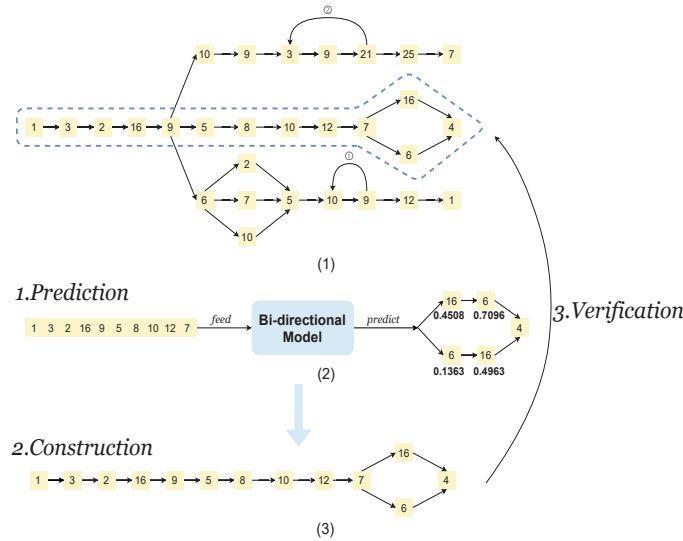 ②
10 9 3 9 21 25 7
16
1 3 2 16 9 5 8 10 12 7 4
6
2
①
6 7 5 10 9 12 1
10
(1)
1.Prediction
3.Verification
1 3 2 16 9 5 8 10 12 7
feed
Bi-directional
Model
predict
16 6
0.4508 0.7096
4
6 16
0.1363 0.4963
(2)
2.Construction
16
1 3 2 16 9 5 8 10 12 7 4
6
(3)